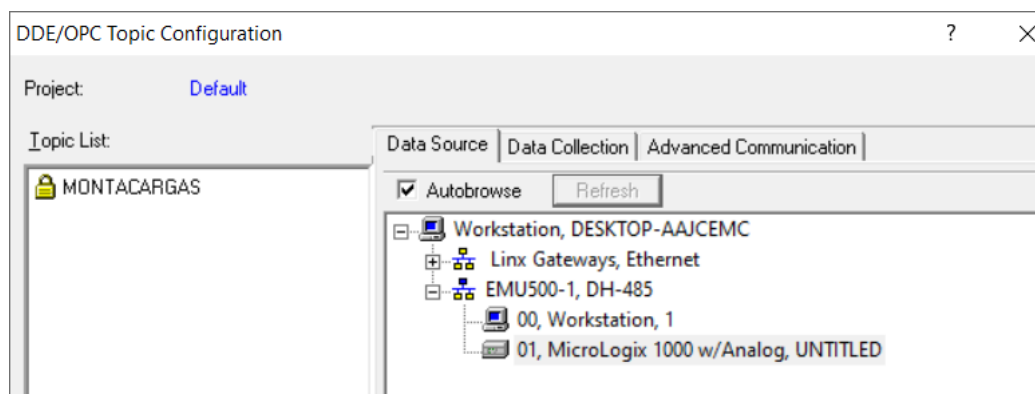 DDE/OPC Topic Configuration ?
Project: Default
Topic List:
MONTACARGAS
Data Source Data Collection Advanced Communication
Autobrowse Refresh
Workstation, DESKTOP-AAJCEMC
Linx Gateways, Ethernet
EMU500-1, DH-485
00, Workstation, 1
01, MicroLogix 1000 w/Analog, UNTITLED